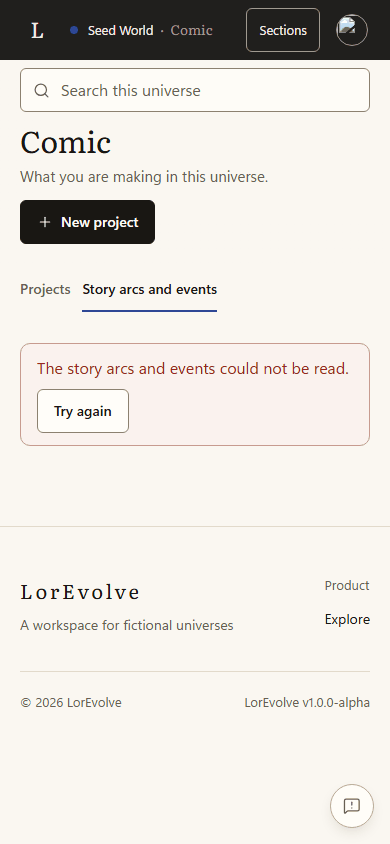 L
Seed World · Comic
Sections
Search this universe
Comic
What you are making in this universe.
New project
Projects
Story arcs and events
The story arcs and events could not be read.
Try again
LorEvolve
A workspace for fictional universes
Product
Explore
© 2026 LorEvolve
LorEvolve v1.0.0-alpha